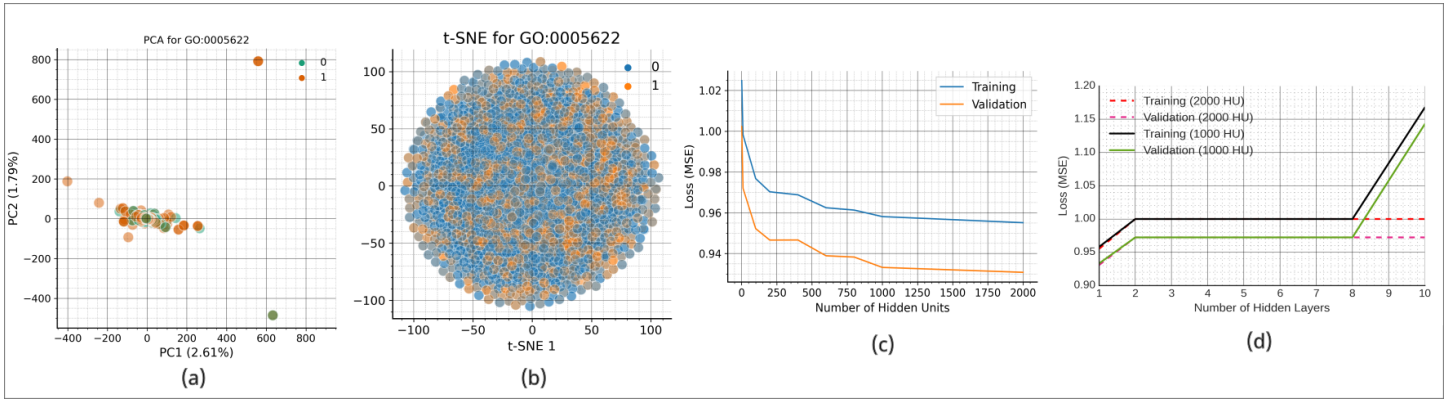 PCA for GO:0005622
0
1
800
600
400
200
0
−200
−400
PC2 (1.79%)
−400 −200 0 200 400 600 800
PC1 (2.61%)
(a)
t-SNE for GO:0005622
0
1
100
50
0
−50
−100
−100 −50 0 50 100
t-SNE 1
(b)
Training
Validation
1.02
1.00
0.98
0.96
0.94
Loss (MSE)
0 250 500 750 1000 1250 1500 1750 2000
Number of Hidden Units
(c)
Training (2000 HU)
Validation (2000 HU)
Training (1000 HU)
Validation (1000 HU)
1.20
1.15
1.10
1.05
1.00
0.95
0.90
Loss (MSE)
1 2 3 4 5 6 7 8 9 10
Number of Hidden Layers
(d)